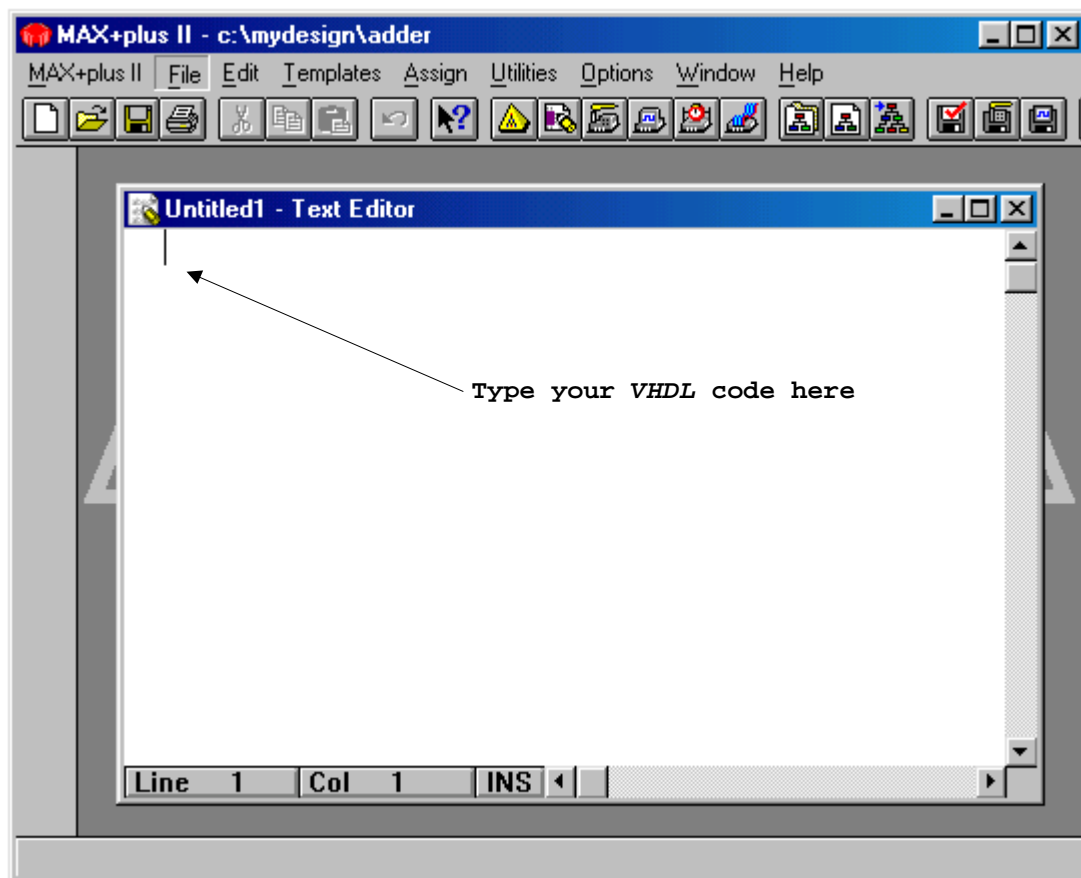 MAX+plus II - c:\mydesign\adder
MAX+plus II File Edit Templates Assign Utilities Options Window Help
Untitled1 - Text Editor
Type your VHDL code here
Line 1 Col 1 INS